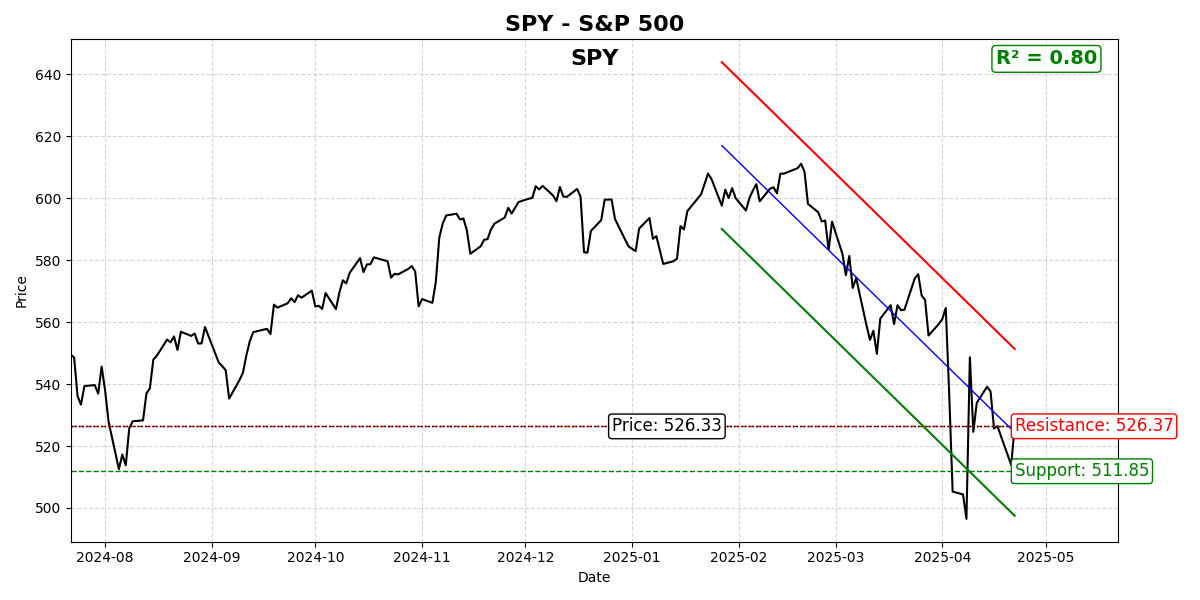 SPY - S&P 500
SPY
R² = 0.80
640
620
600
580
560
540
520
500
Price
Price: 526.33
Resistance: 526.37
Support: 511.85
2024-08
2024-09
2024-10
2024-11
2024-12
2025-01
2025-02
2025-03
2025-04
2025-05
Date